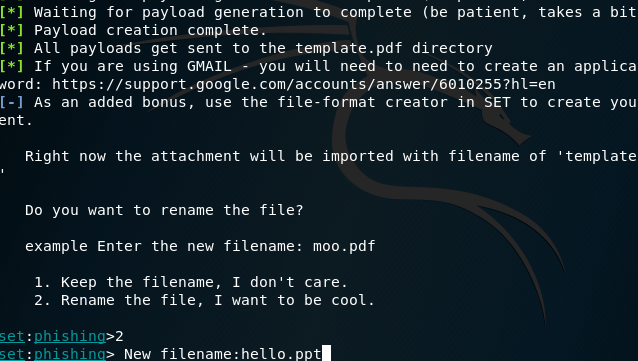 [*] Waiting for payload generation to complete (be patient, takes a bit
[*] Payload creation complete.
[*] All payloads get sent to the template.pdf directory
[*] If you are using GMAIL - you will need to need to create an applica
word: https://support.google.com/accounts/answer/6010255?hl=en
[-] As an added bonus, use the file-format creator in SET to create you
ent.
Right now the attachment will be imported with filename of 'template
'
Do you want to rename the file?
example Enter the new filename: moo.pdf
1. Keep the filename, I don't care.
2. Rename the file, I want to be cool.
set:phishing>2
set:phishing> New filename:hello.ppt